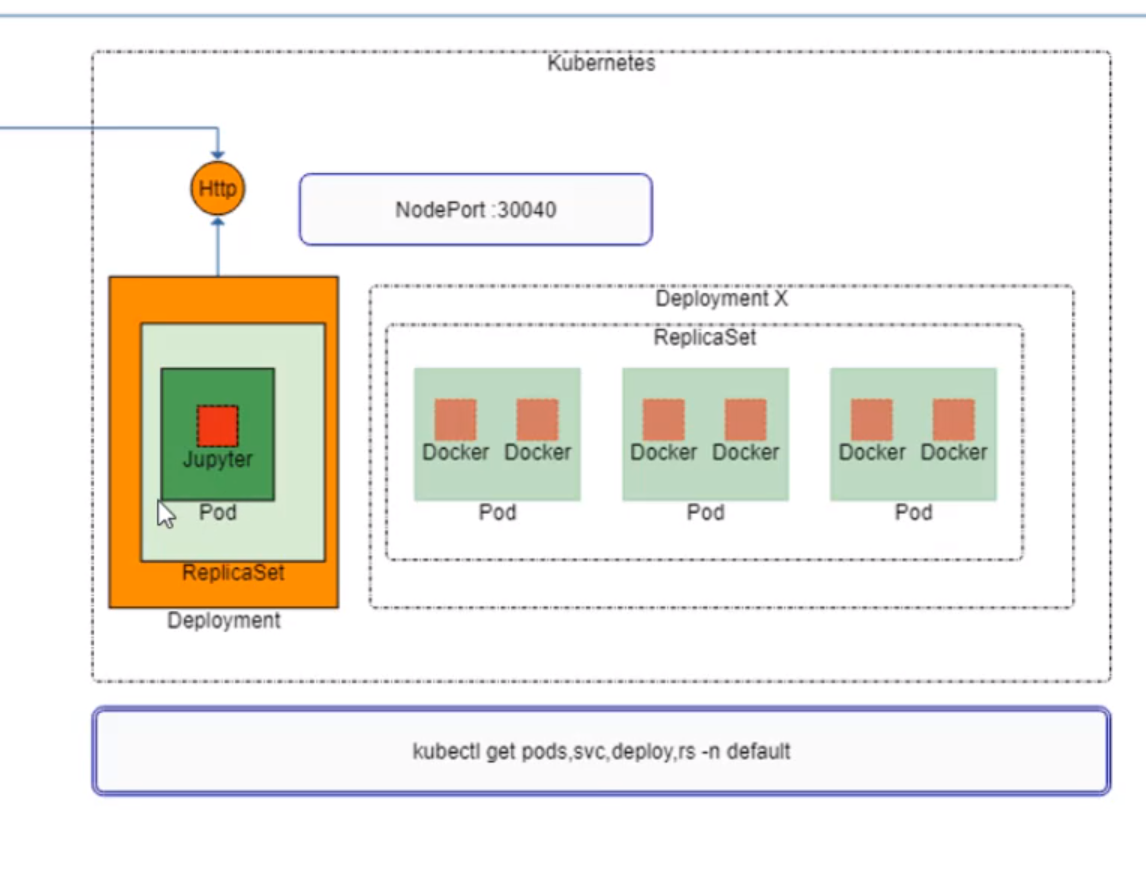 Kubernetes
Http
NodePort :30040
Deployment X
ReplicaSet
Jupyter
Docker Docker Docker Docker Docker Docker
Pod Pod Pod Pod
ReplicaSet
Deployment
kubectl get pods,svc,deploy,rs -n default